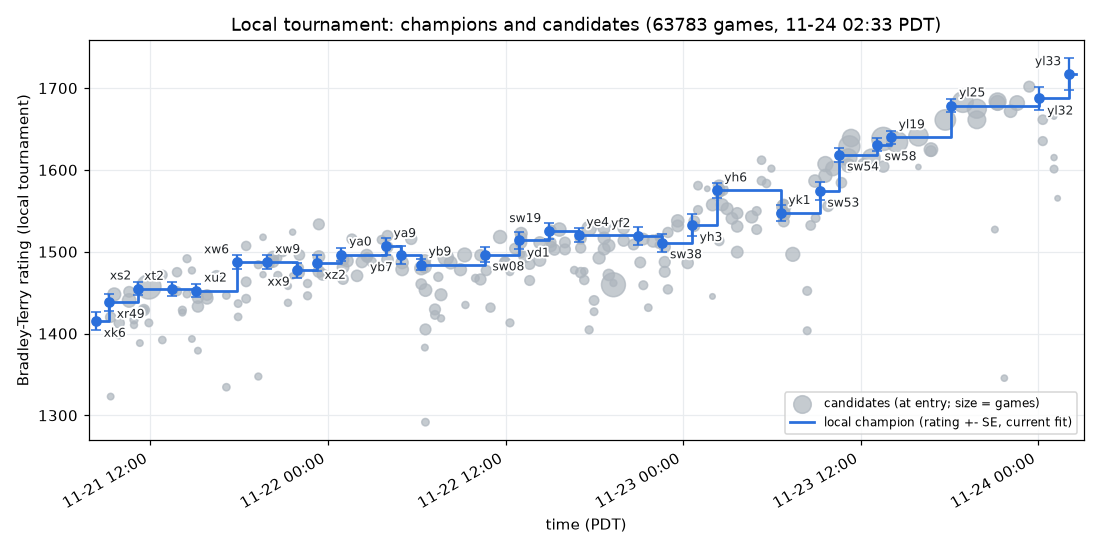 Local tournament: champions and candidates (63783 games, 11-24 02:33 PDT)
Bradley-Terry rating (local tournament)
1700
1600
1500
1400
1300
xk6
xs2
xr49
xt2
xu2
xw6
xw9
xx9
xz2
ya0
yb7
ya9
yb9
sw08
sw19
yd1
ye4
yf2
sw38
yh3
yh6
yk1
sw53
sw54
sw58
yl19
yl25
yl32
yl33
candidates (at entry; size = games)
local champion (rating +- SE, current fit)
11-21 12:00
11-22 00:00
11-22 12:00
11-23 00:00
11-23 12:00
11-24 00:00
time (PDT)